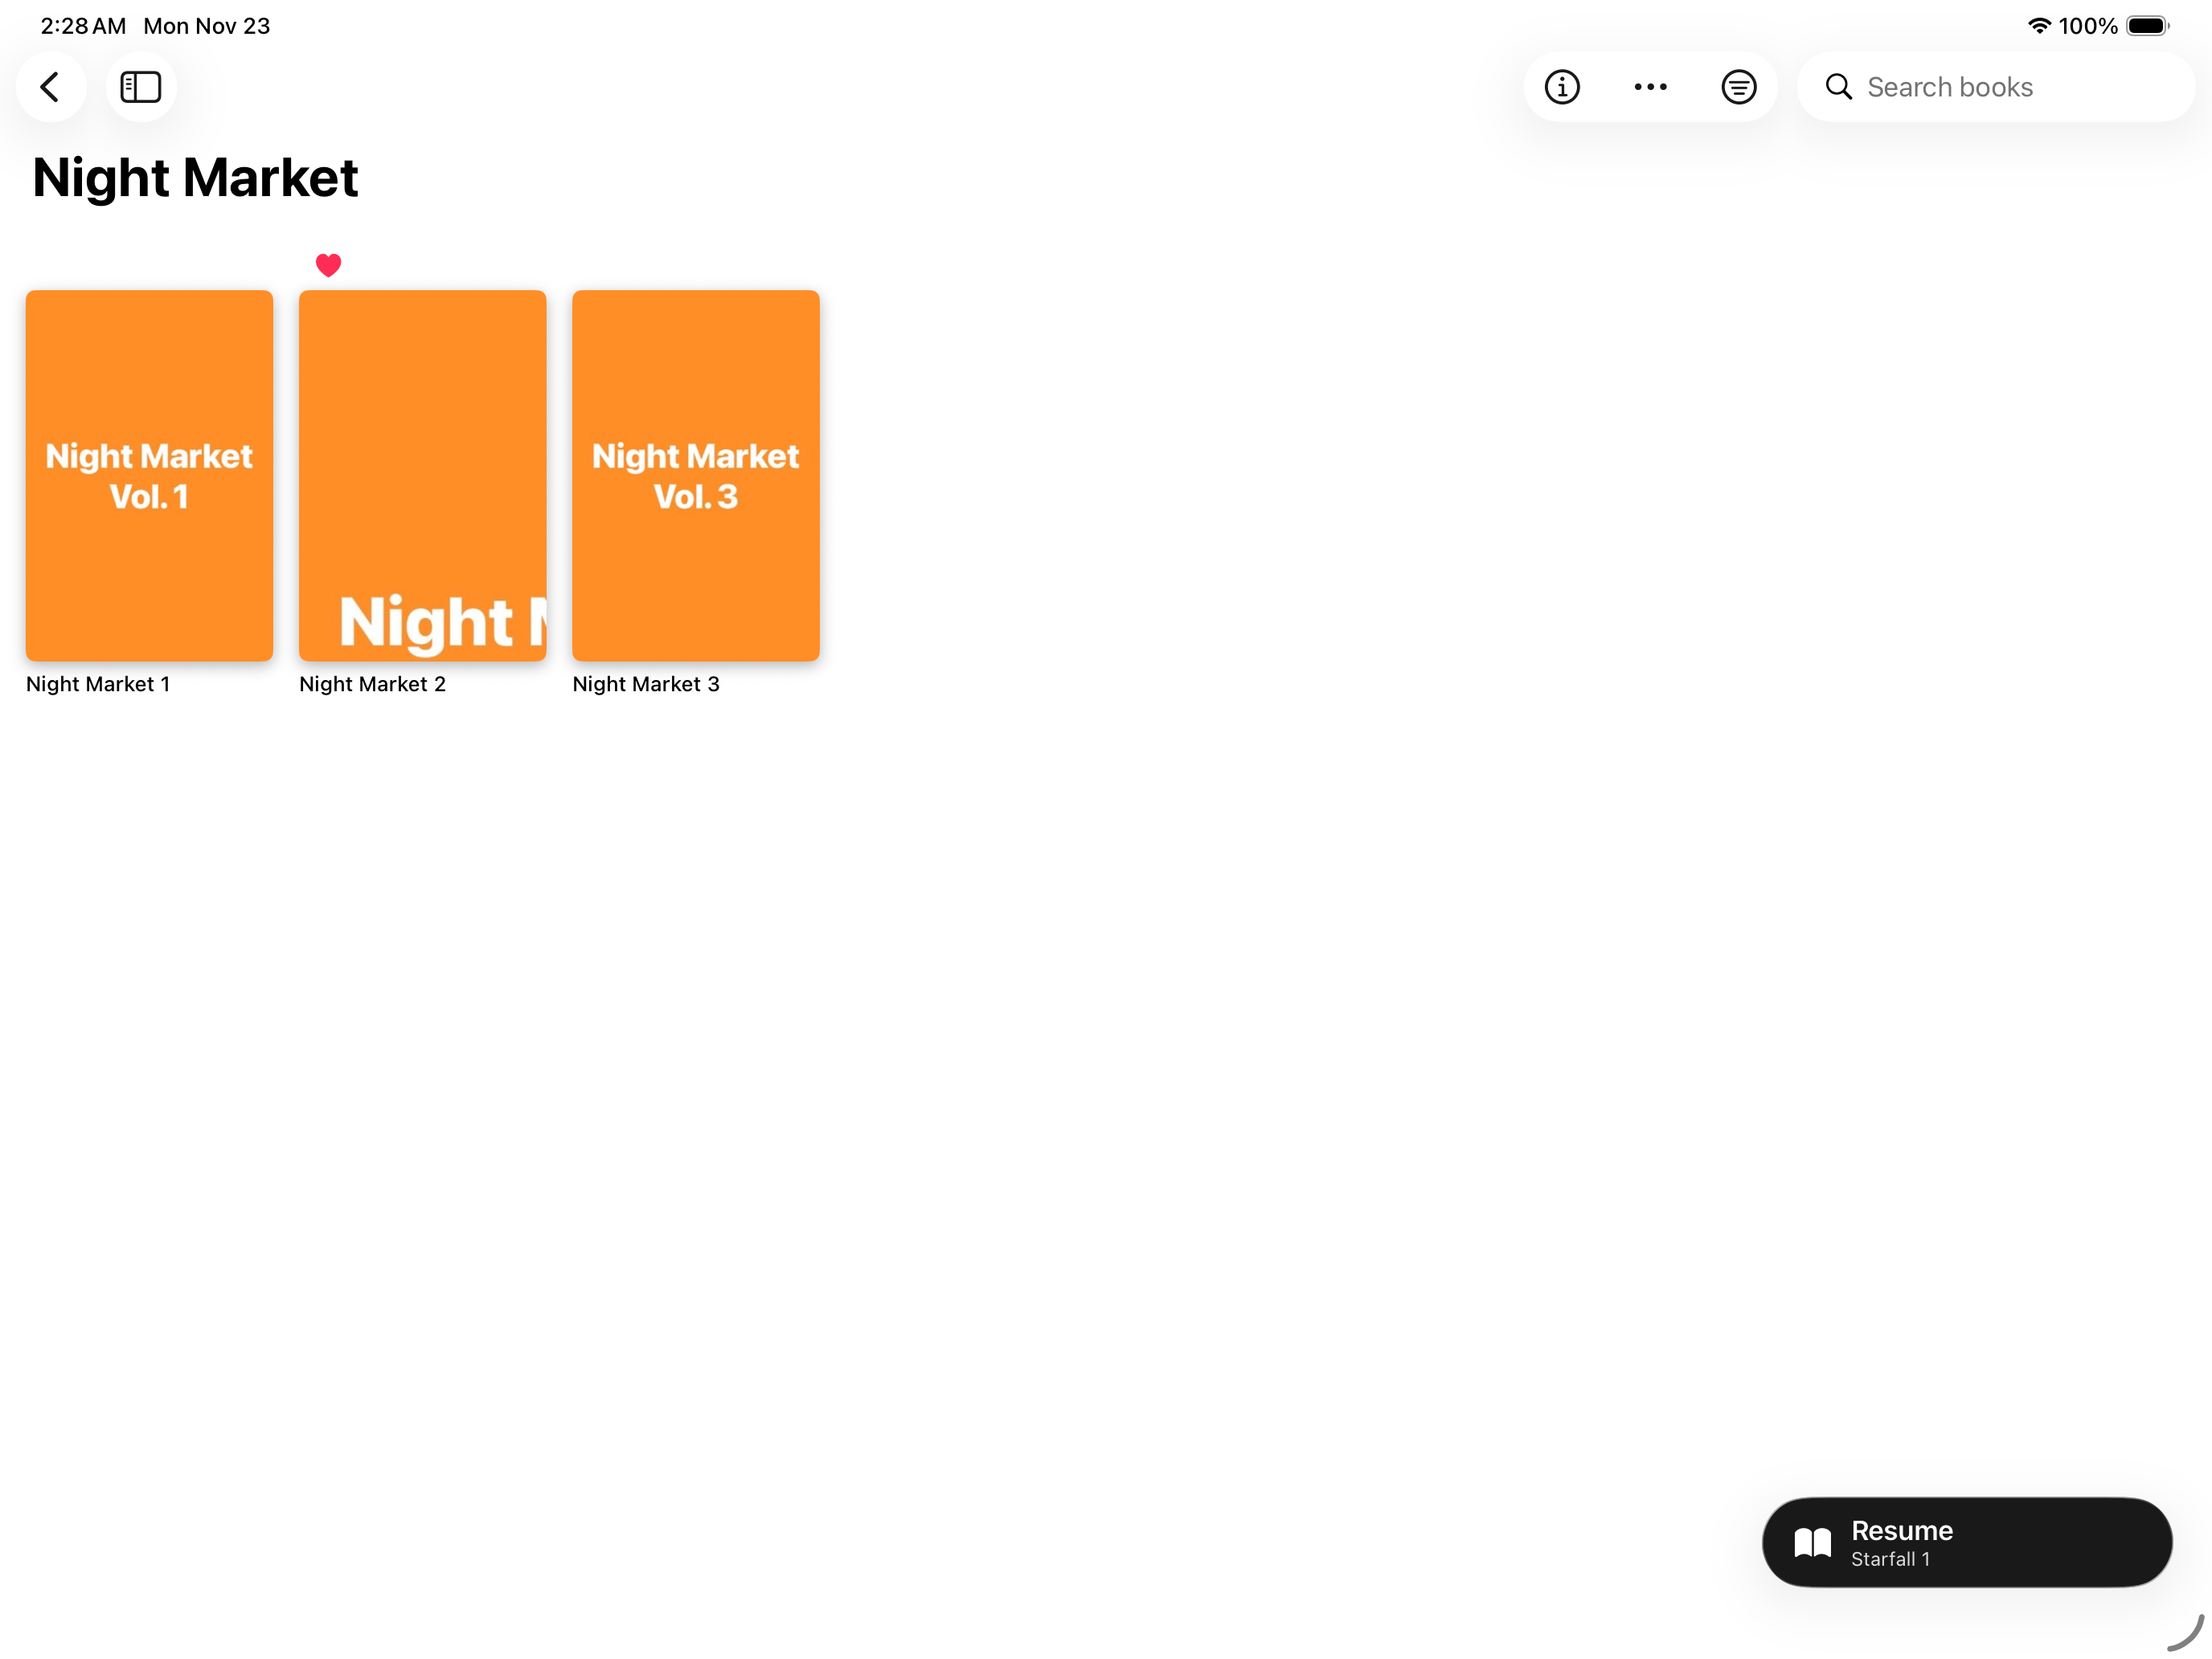 2:28 AM Mon Nov 23
100%
Search books
Night Market
Night Market
Vol. 1
Night M
Night Market
Vol. 3
Night Market 1
Night Market 2
Night Market 3
Resume
Starfall 1